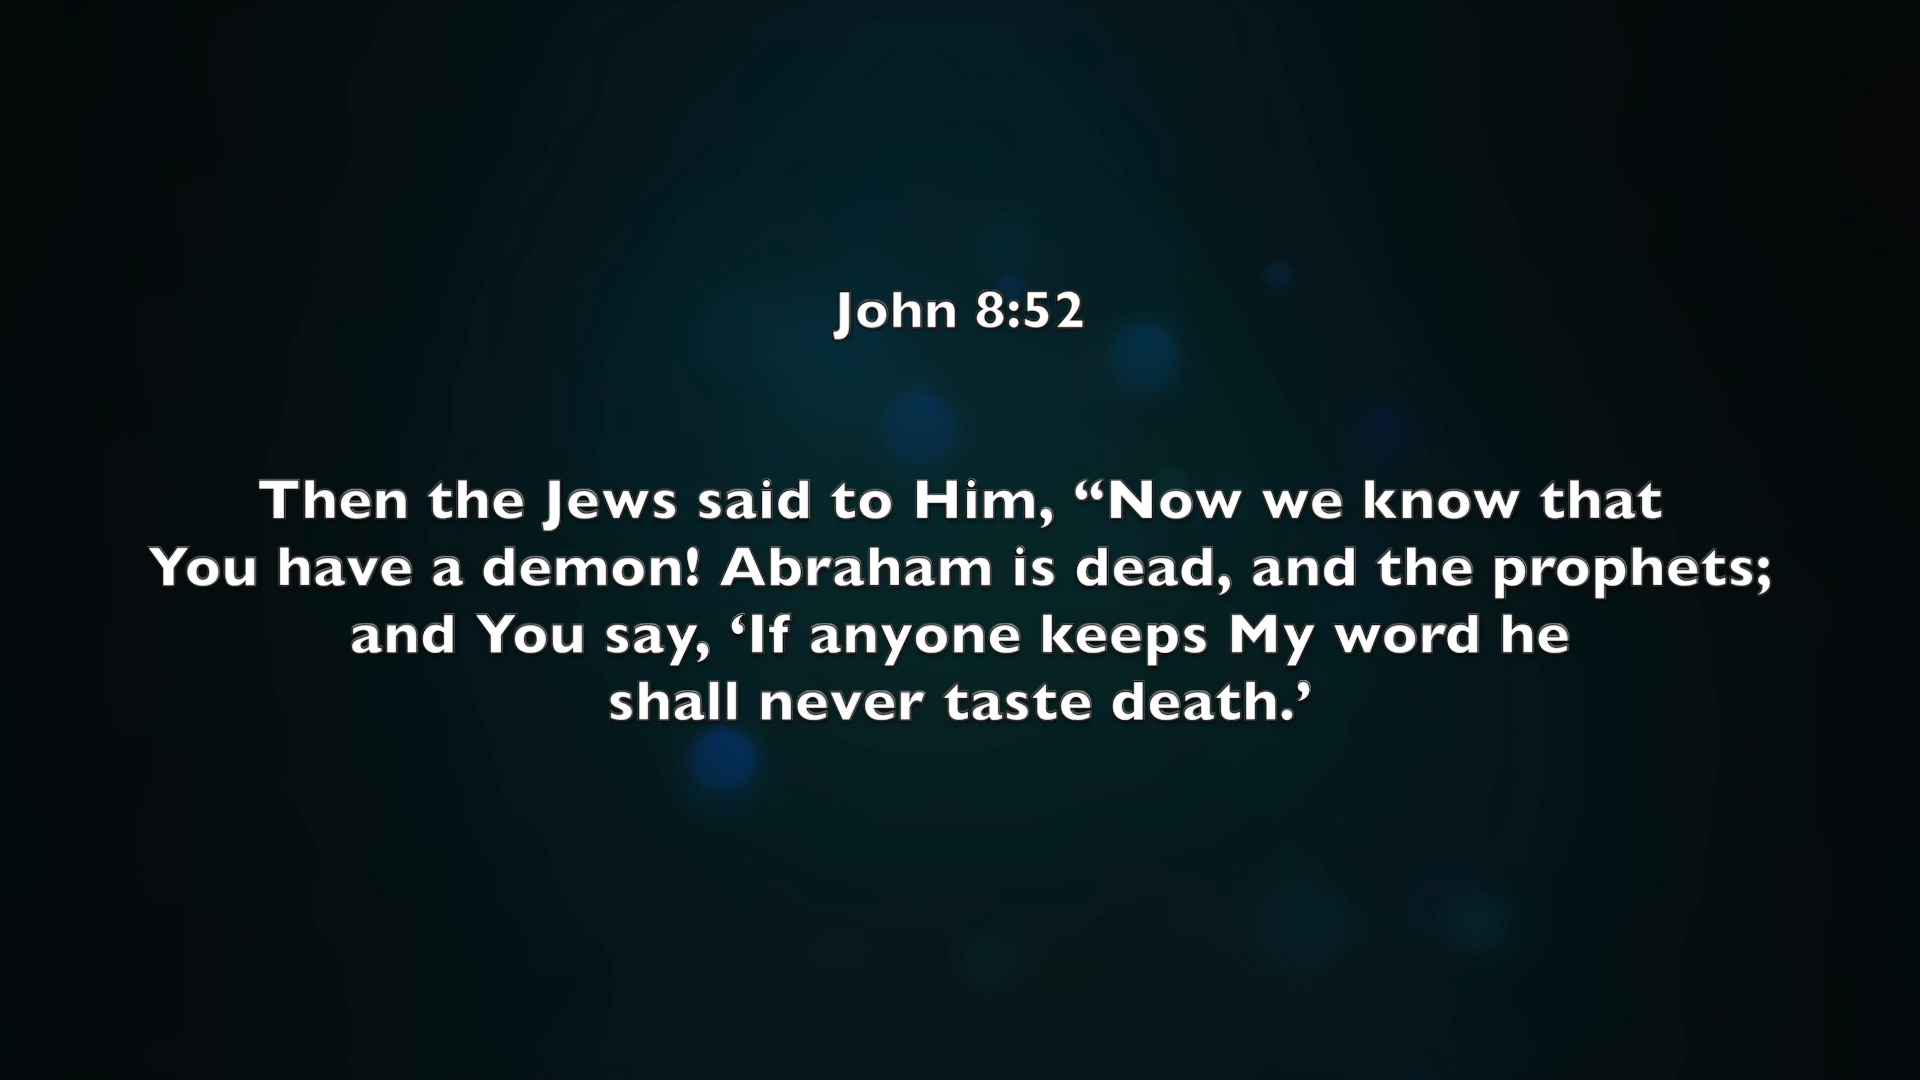 John 8:52
Then the Jews said to Him, “Now we know that
You have a demon! Abraham is dead, and the prophets;
and You say, ‘If anyone keeps My word he
shall never taste death.’